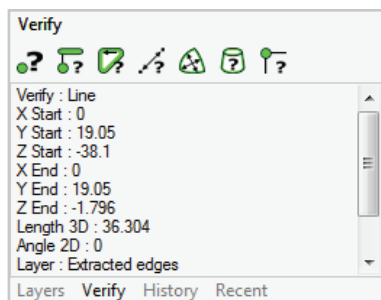 Verify
Verify : Line
X Start : 0
Y Start : 19.05
Z Start : -38.1
X End : 0
Y End : 19.05
Z End : -1.796
Length 3D : 36.304
Angle 2D : 0
Layer : Extracted edges
Layers Verify History Recent